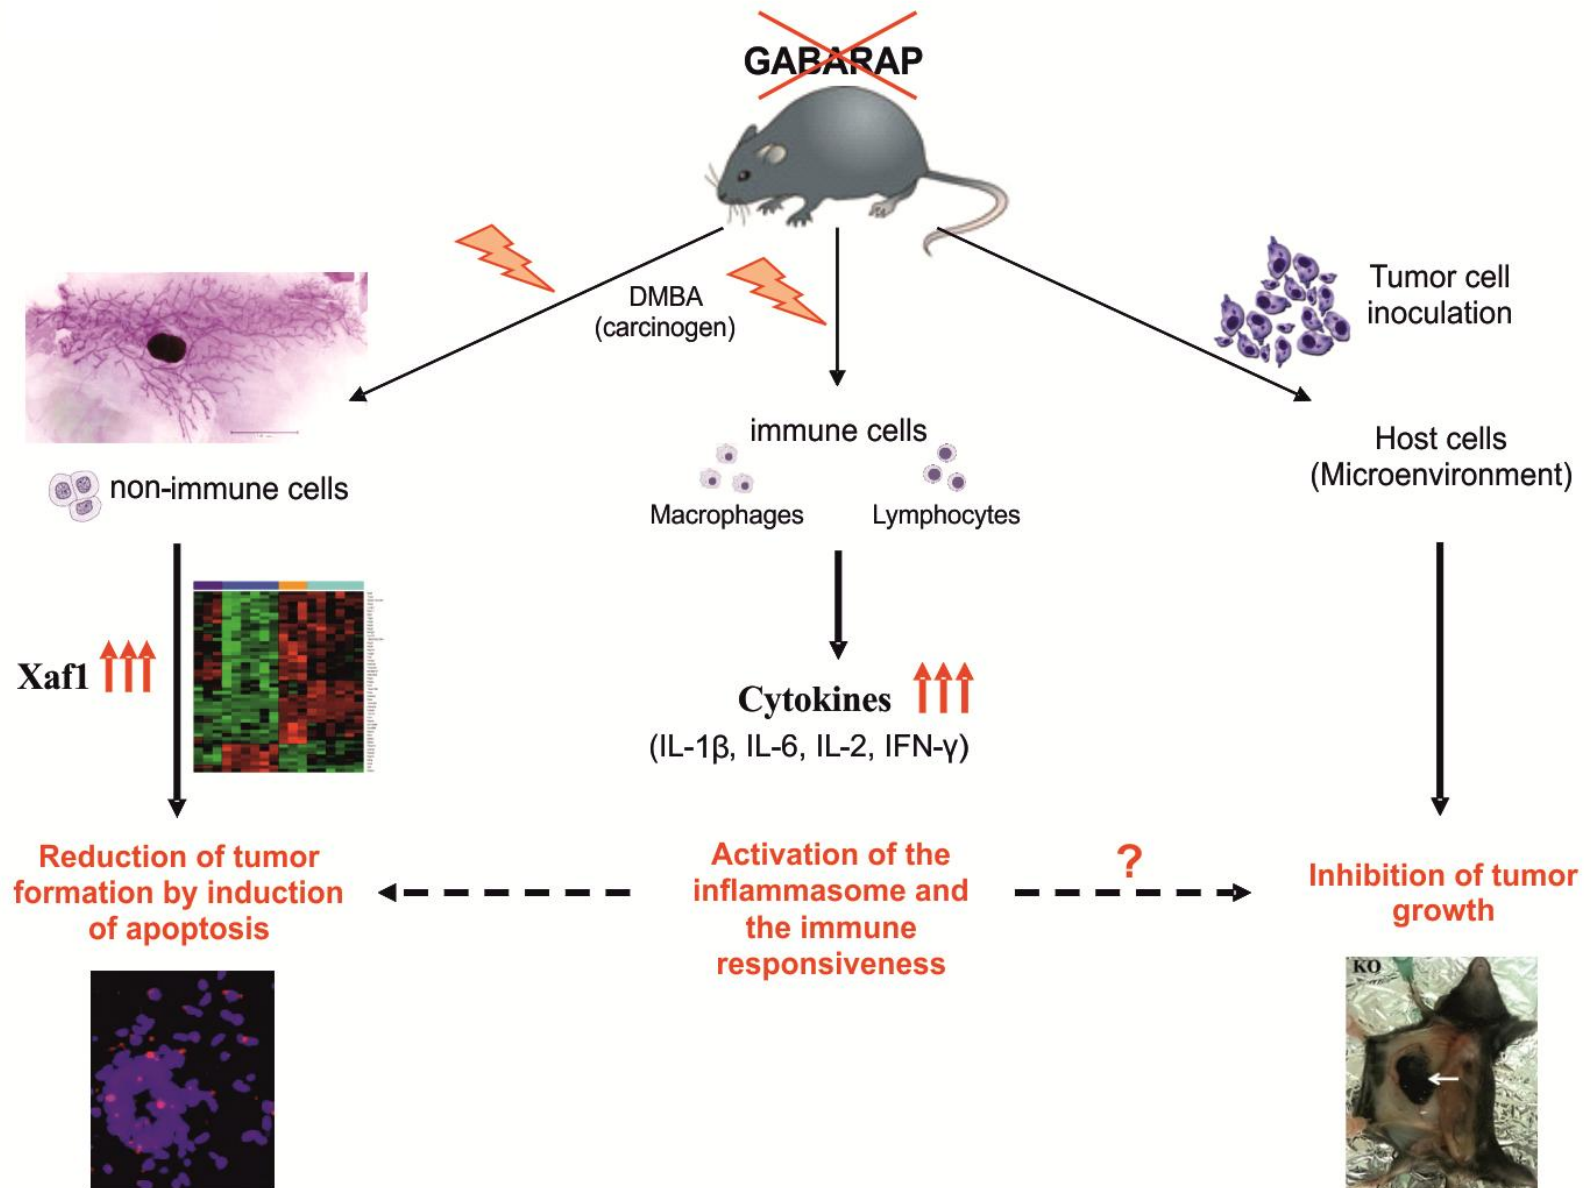 GABARAP
DMBA
(carcinogen)
Tumor cell
inoculation
immune cells
Macrophages
Lymphocytes
Host cells
(Microenvironment)
non-immune cells
Xaf1
Cytokines
(IL-1β, IL-6, IL-2, IFN-γ)
Reduction of tumor
formation by induction
of apoptosis
Activation of the
inflammasome and
the immune
responsiveness
?
Inhibition of tumor
growth
KO